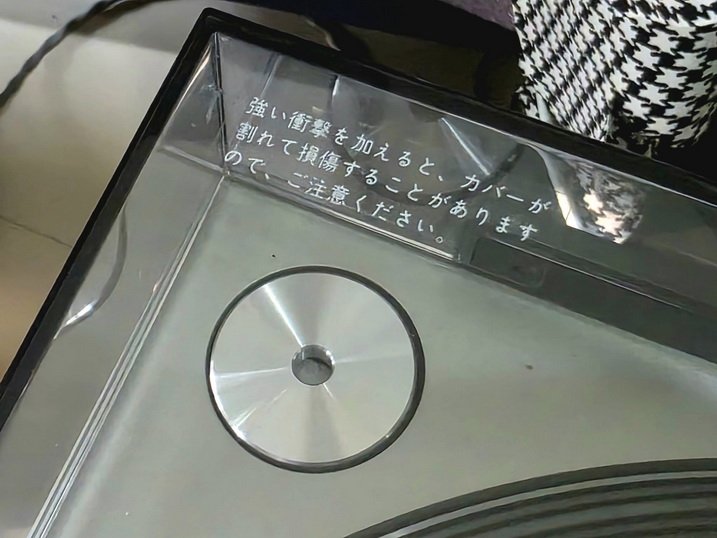 強い衝撃を加えると、カバーが
割れて損傷することがあります
ので、ご注意ください。